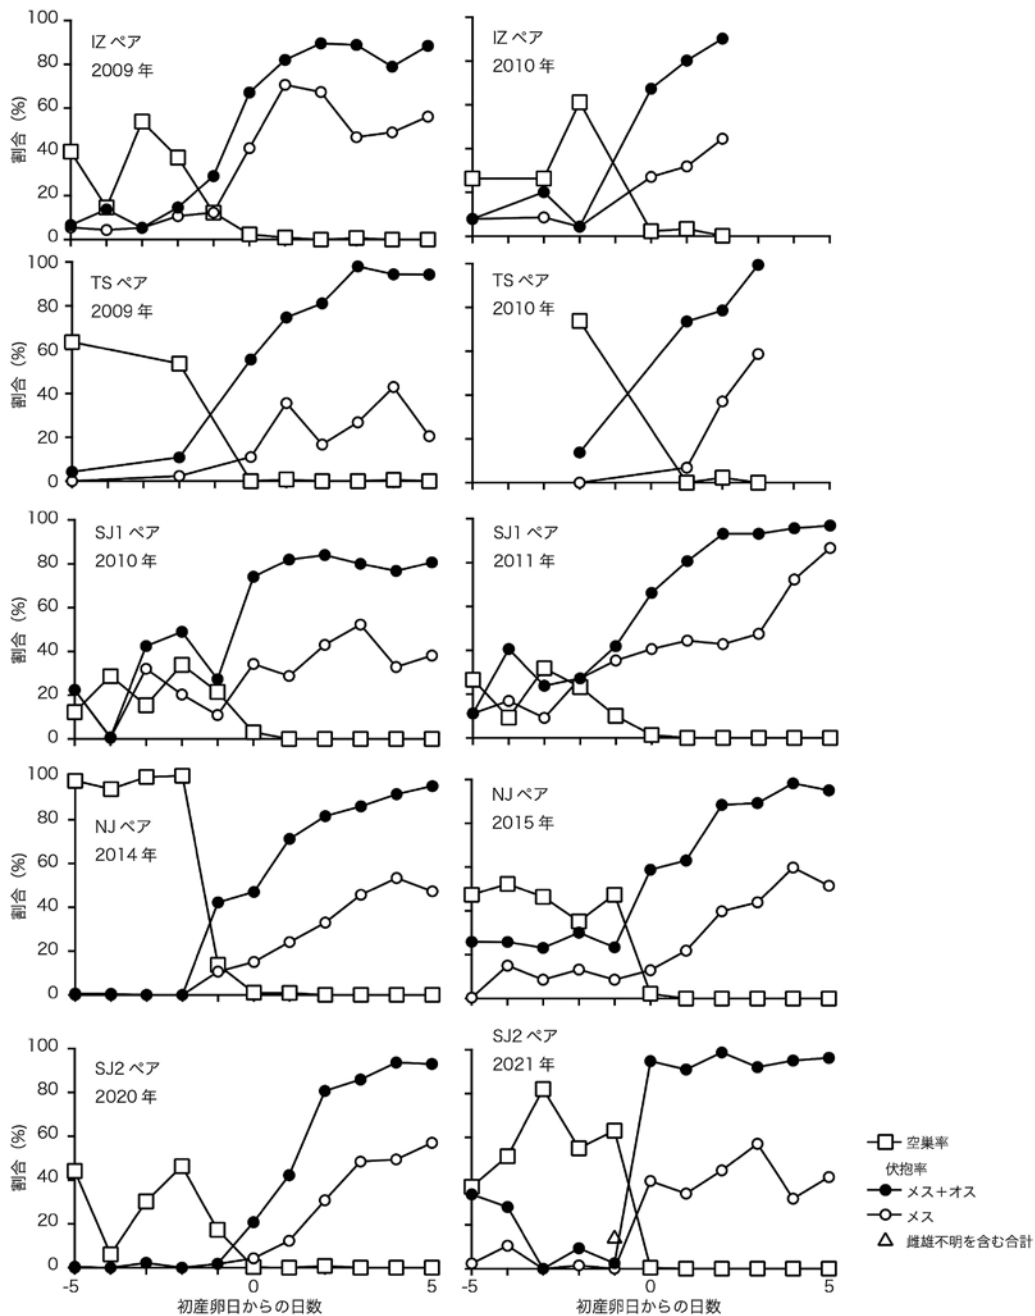 IZ ペア
2009 年
100
80
60
40
20
0
割合 (%)
IZ ペア
2010 年
TS ペア
2009 年
100
80
60
40
20
0
割合 (%)
TS ペア
2010 年
SJ1 ペア
2010 年
100
80
60
40
20
0
割合 (%)
SJ1 ペア
2011 年
NJ ペア
2014 年
100
80
60
40
20
0
割合 (%)
NJ ペア
2015 年
SJ2 ペア
2020 年
100
80
60
40
20
0
割合 (%)
-5 0 5
初産卵日からの日数
SJ2 ペア
2021 年
-5 0 5
初産卵日からの日数
空巣率
伏抱率
メス+オス
メス
雌雄不明を含む合計